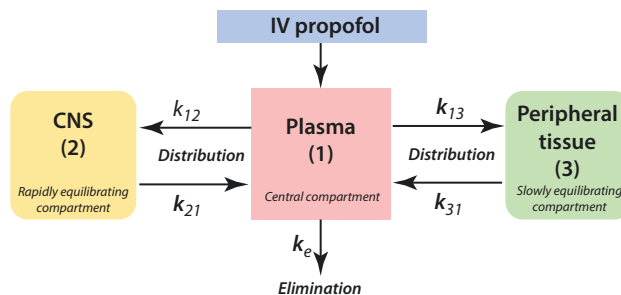 IV propofol
CNS
(2)
Rapidly equilibrating
compartment
k12
Distribution
k21
Plasma
(1)
Central compartment
k13
Distribution
k31
Peripheral
tissue
(3)
Slowly equilibrating
compartment
ke
Elimination